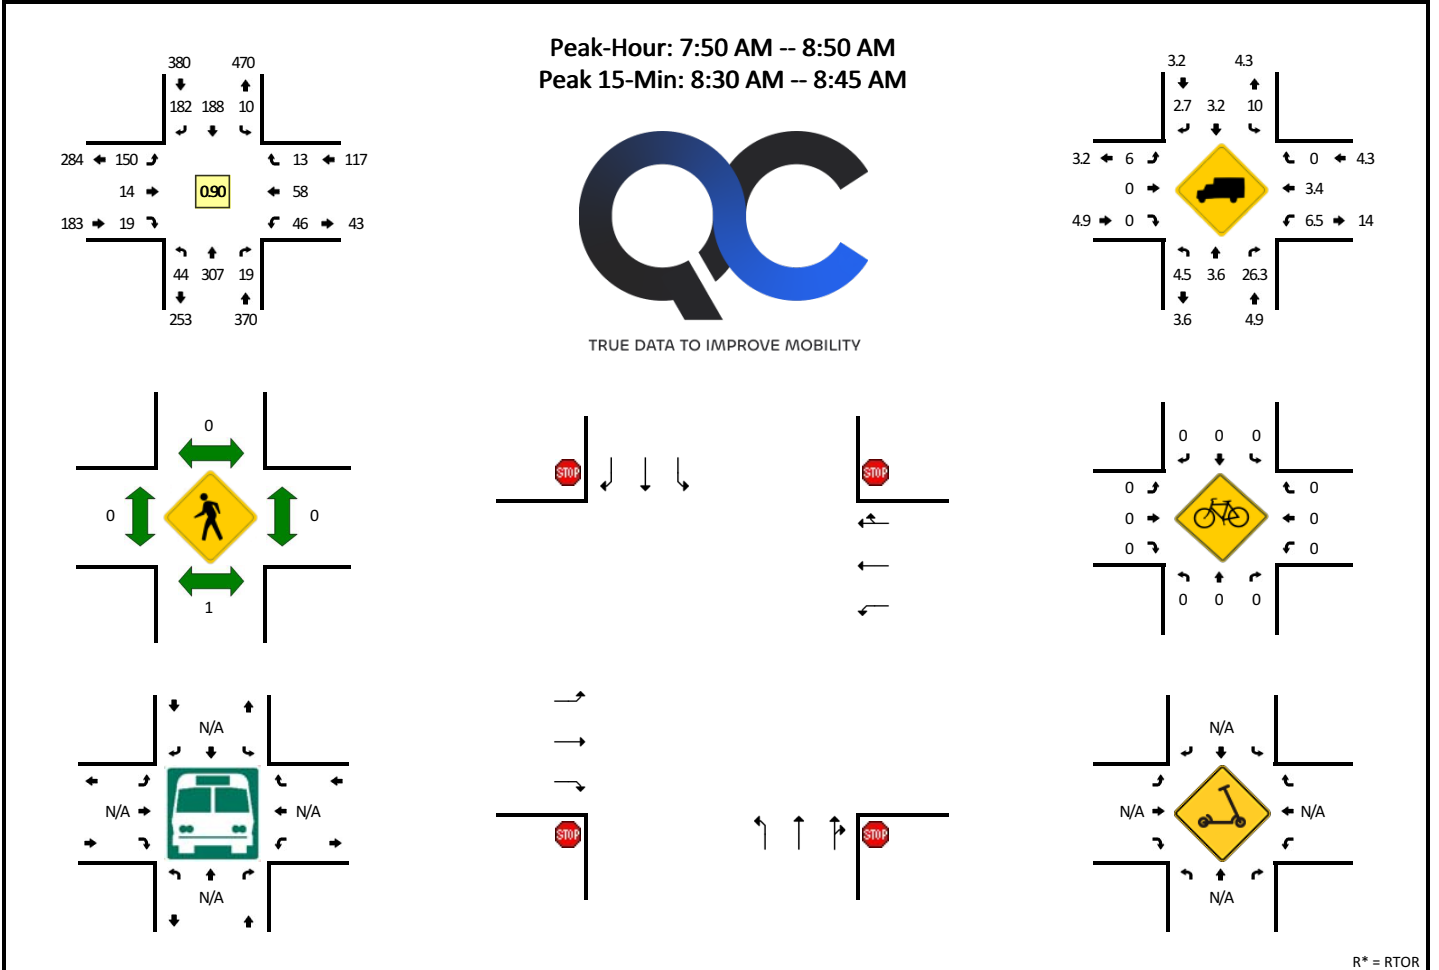 Peak-Hour: 7:50 AM -- 8:50 AM
Peak 15-Min: 8:30 AM -- 8:45 AM
380 470
182 188 10
284 150 13 117
14 0.90 58
183 19 46 43
44 307 19
253 370
QC
TRUE DATA TO IMPROVE MOBILITY
3.2 4.3
2.7 3.2 10
3.2 6 0 4.3
0 3.4
4.9 0 6.5 14
4.5 3.6 26.3
3.6 4.9
0
0 0
1
STOP STOP
STOP STOP
0 0 0
0 0
0 0
0 0
0 0 0
N/A
N/A N/A
N/A
N/A
N/A N/A
N/A
R* = RTOR